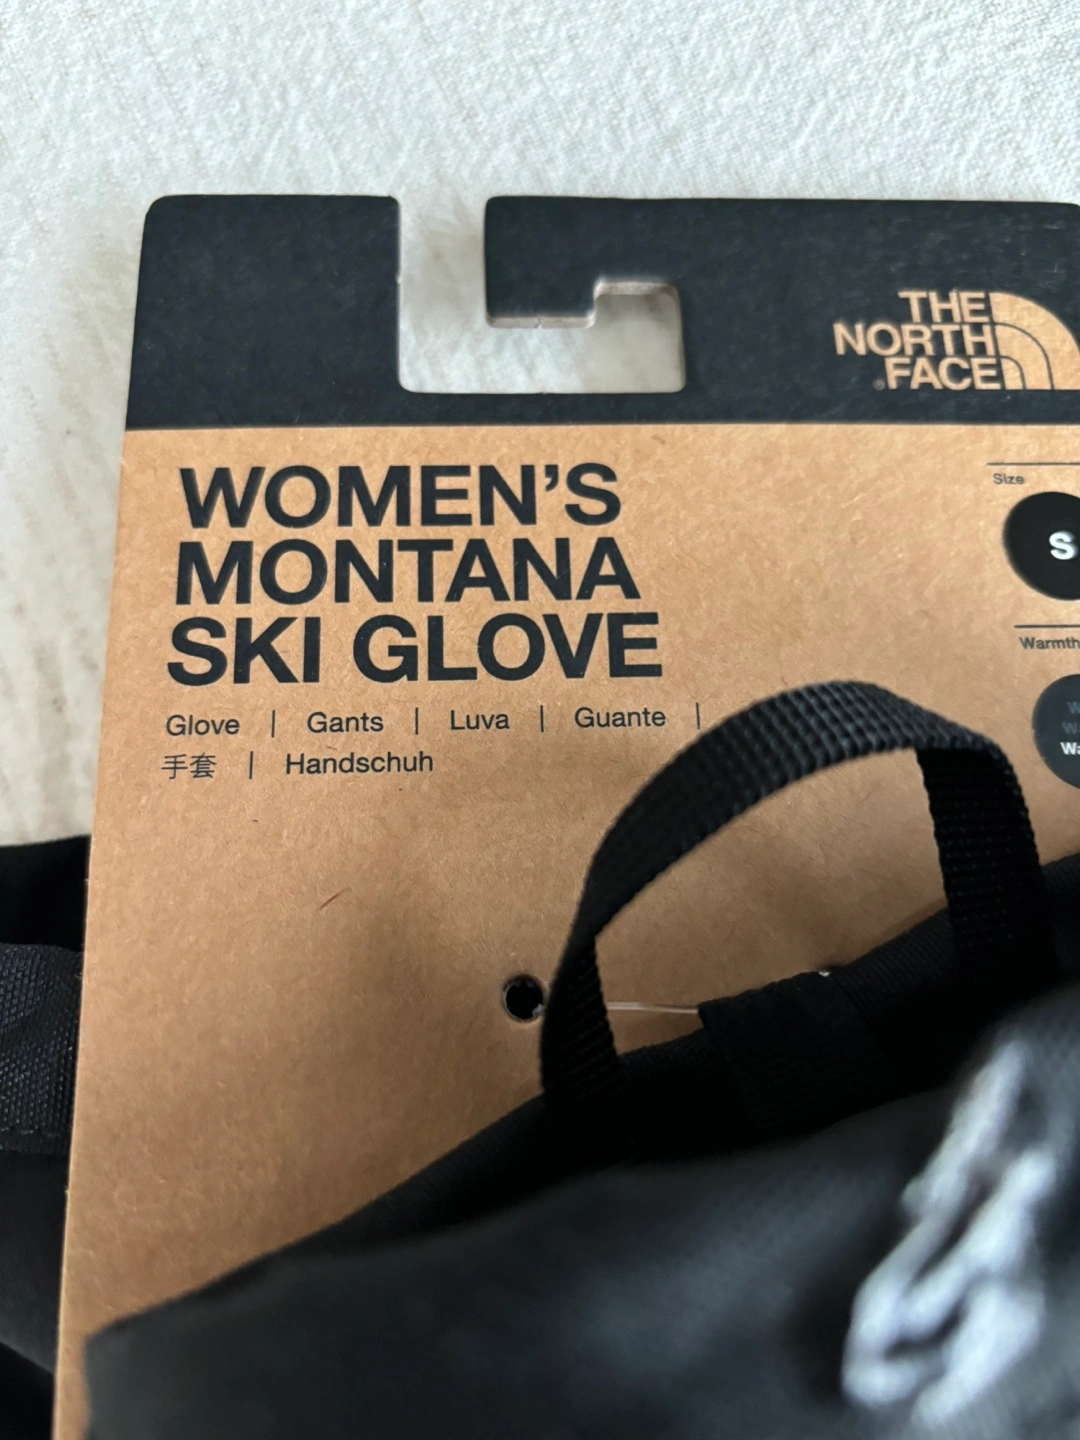 THE
NORTH
FACE
WOMEN'S
MONTANA
SKI GLOVE
Glove | Gants | Luva | Guante |
手套 | Handschuh
Size
S
Warmth